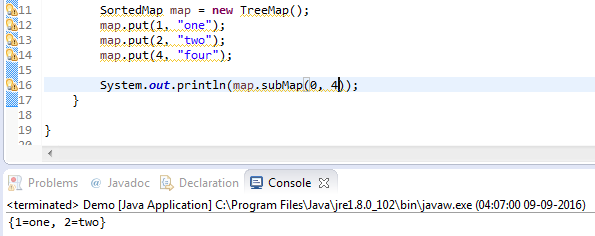 11 SortedMap map = new TreeMap();
12 map.put(1, "one");
13 map.put(2, "two");
14 map.put(4, "four");
15
16 System.out.println(map.subMap(0, 4));
17 }
18
19 }
20
Problems @ Javadoc Declaration Console
<terminated> Demo [Java Application] C:\Program Files\Java\jre1.8.0_102\bin\javaw.exe (04:07:00 09-09-2016)
{1=one, 2=two}